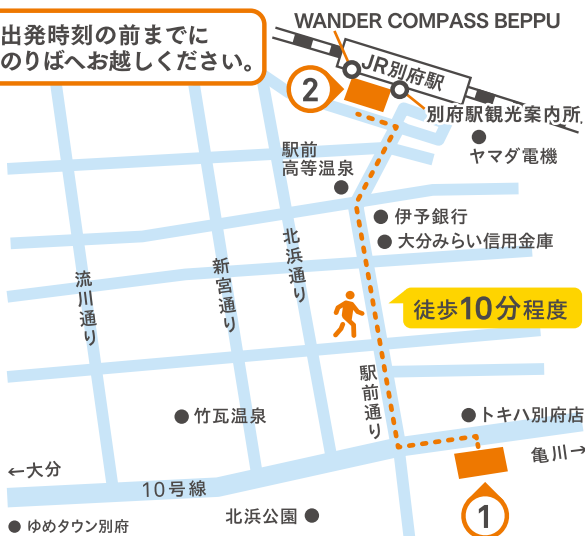 出発時刻の前までに
のりばへお越しください。
WANDER COMPASS BEPPU
JR別府駅
2
別府駅観光案内所
ヤマダ電機
駅前
高等温泉
伊予銀行
大分みらい信用金庫
北浜通り
新宮通り
流川通り
徒歩10分程度
駅前通り
竹瓦温泉
トキハ別府店
亀川→
←大分
10号線
1
北浜公園
ゆめタウン別府